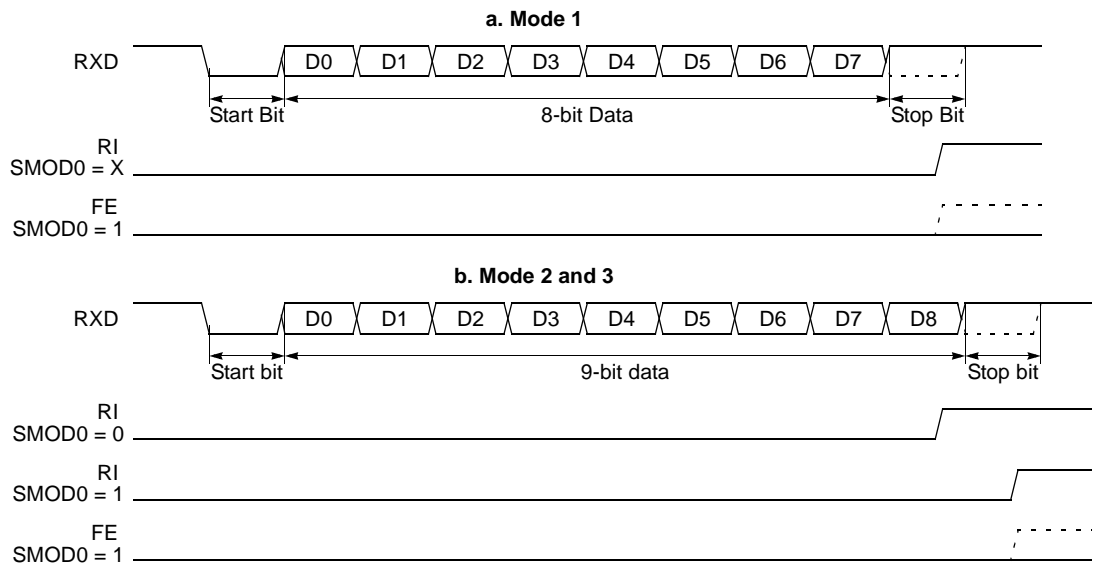 a. Mode 1
RXD D0 D1 D2 D3 D4 D5 D6 D7
Start Bit 8-bit Data Stop Bit
RI
SMOD0 = X
FE
SMOD0 = 1
b. Mode 2 and 3
RXD D0 D1 D2 D3 D4 D5 D6 D7 D8
Start bit 9-bit data Stop bit
RI
SMOD0 = 0
RI
SMOD0 = 1
FE
SMOD0 = 1